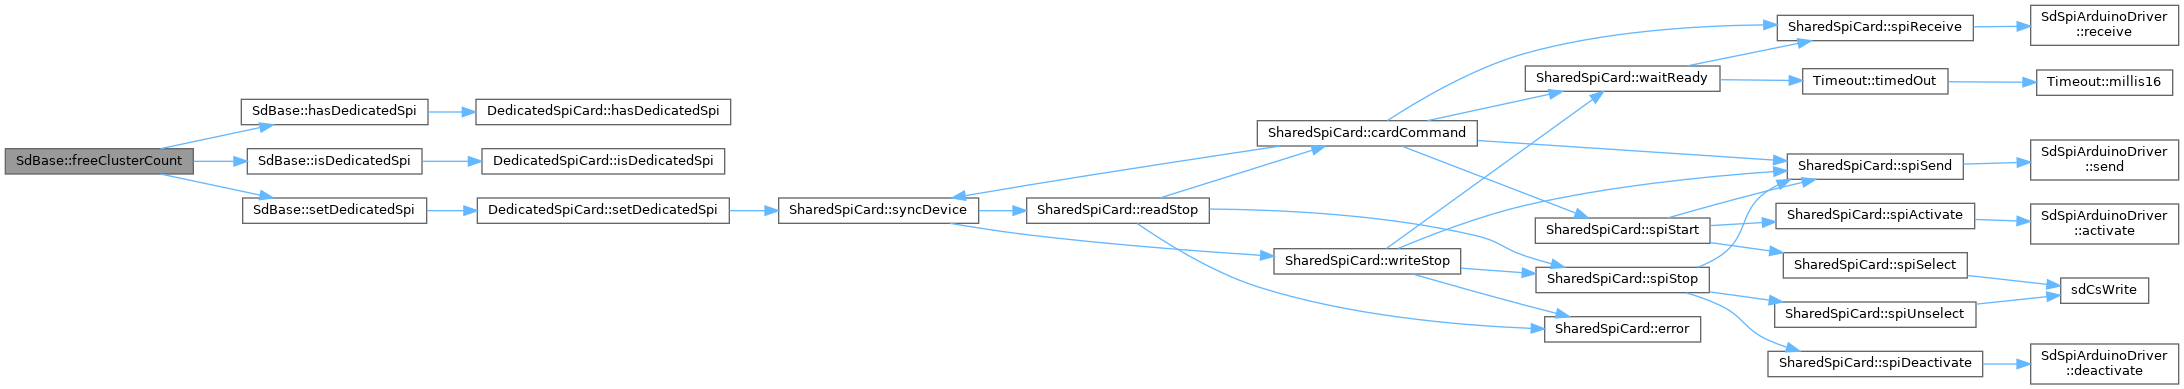 SdBase::freeClusterCount
SdBase::hasDedicatedSpi
DedicatedSpiCard::hasDedicatedSpi
SdBase::isDedicatedSpi
DedicatedSpiCard::isDedicatedSpi
SdBase::setDedicatedSpi
DedicatedSpiCard::setDedicatedSpi
SharedSpiCard::syncDevice
SharedSpiCard::readStop
SharedSpiCard::cardCommand
SharedSpiCard::writeStop
SharedSpiCard::waitReady
SharedSpiCard::spiStart
SharedSpiCard::spiStop
SharedSpiCard::error
SharedSpiCard::spiReceive
Timeout::timedOut
SharedSpiCard::spiSend
SharedSpiCard::spiActivate
SharedSpiCard::spiSelect
SharedSpiCard::spiUnselect
SharedSpiCard::spiDeactivate
SdSpiArduinoDriver
::receive
Timeout::millis16
SdSpiArduinoDriver
::send
SdSpiArduinoDriver
::activate
sdCsWrite
SdSpiArduinoDriver
::deactivate